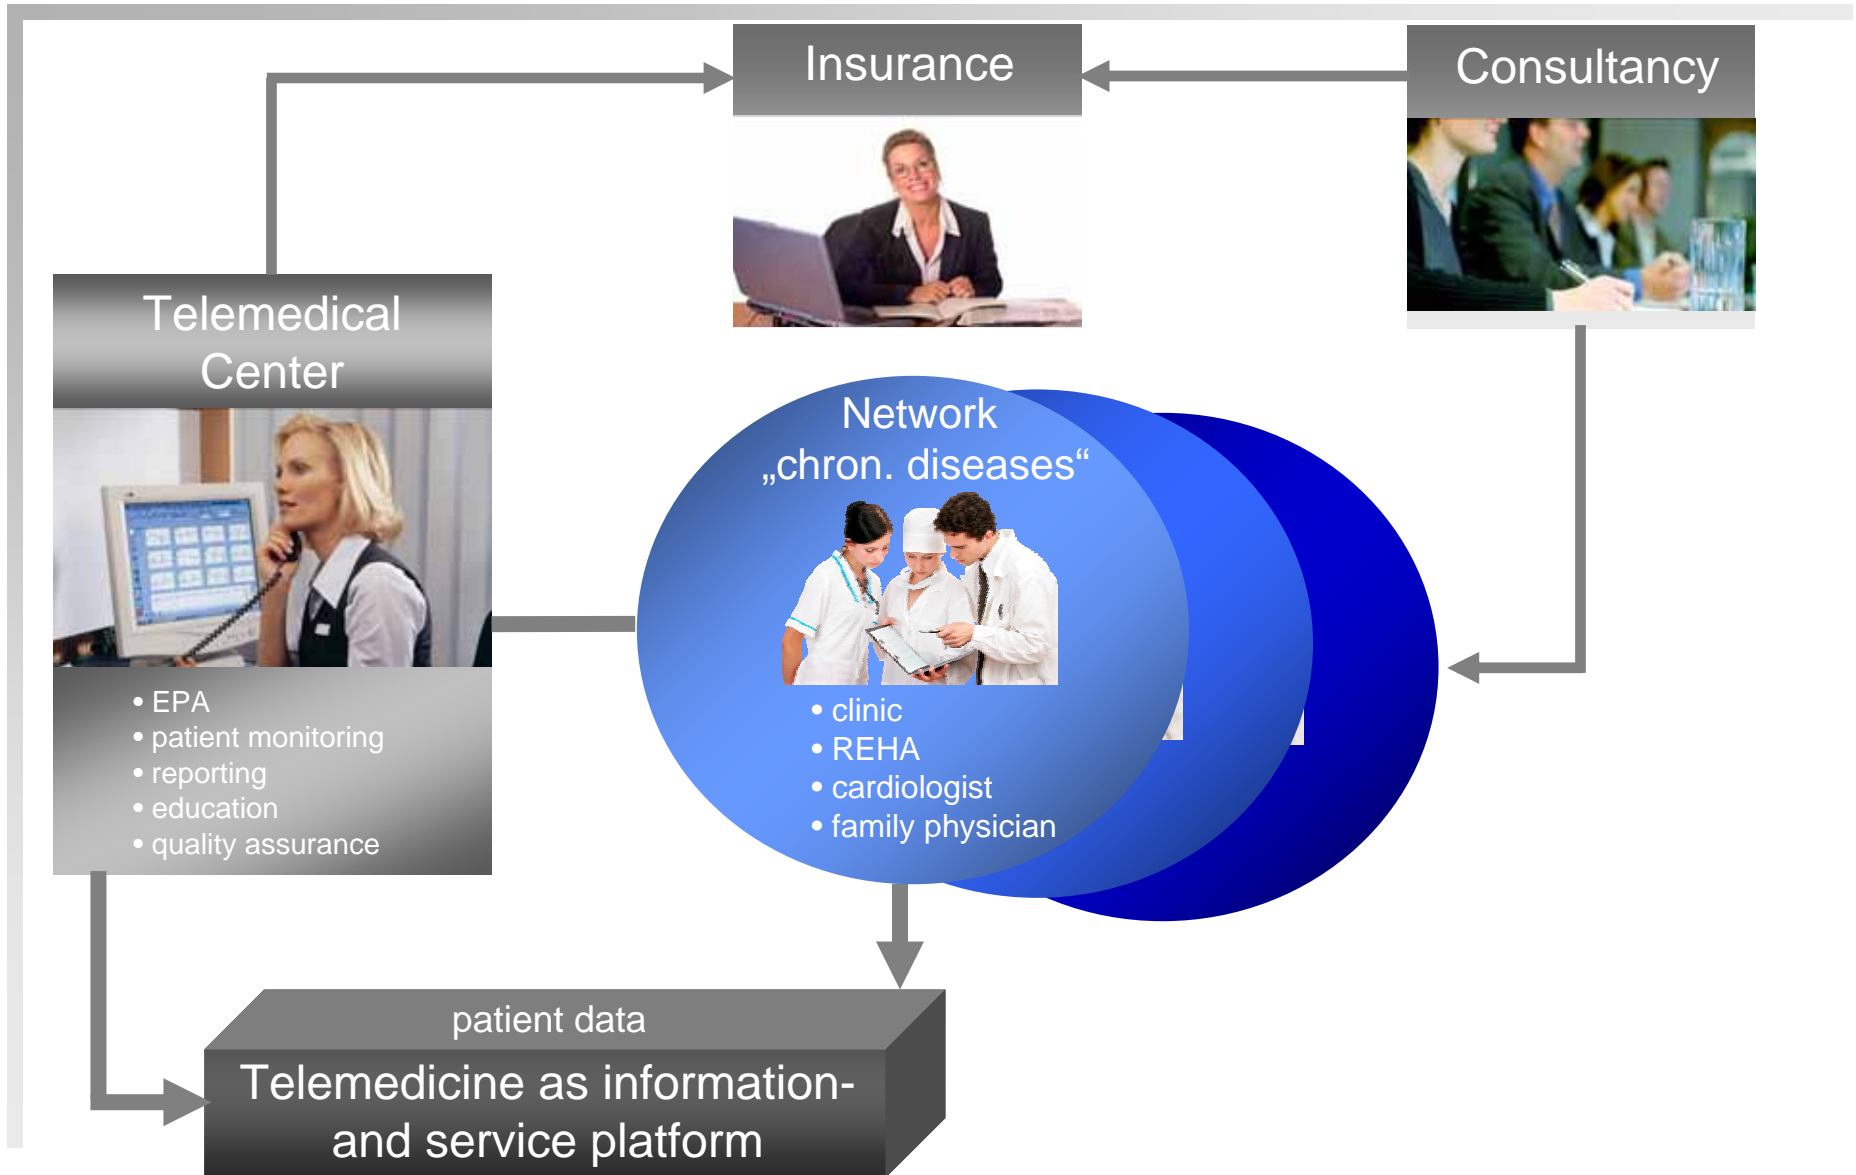 Insurance
Consultancy
Telemedical
Center
Network
„chron. diseases“
• EPA
• patient monitoring
• reporting
• education
• quality assurance
• clinic
• REHA
• cardiologist
• family physician
patient data
Telemedicine as information-
and service platform